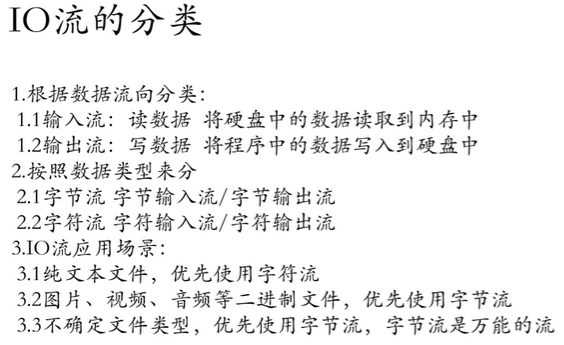 IO流的分类
1.根据数据流向分类：
1.1输入流：读数据 将硬盘中的数据读取到内存中
1.2输出流：写数据 将程序中的数据写入到硬盘中
2.按照数据类型来分
2.1字节流 字节输入流/字节输出流
2.2字符流 字符输入流/字符输出流
3.IO流应用场景：
3.1纯文本文件，优先使用字符流
3.2图片、视频、音频等二进制文件，优先使用字节流
3.3不确定文件类型，优先使用字节流，字节流是万能的流